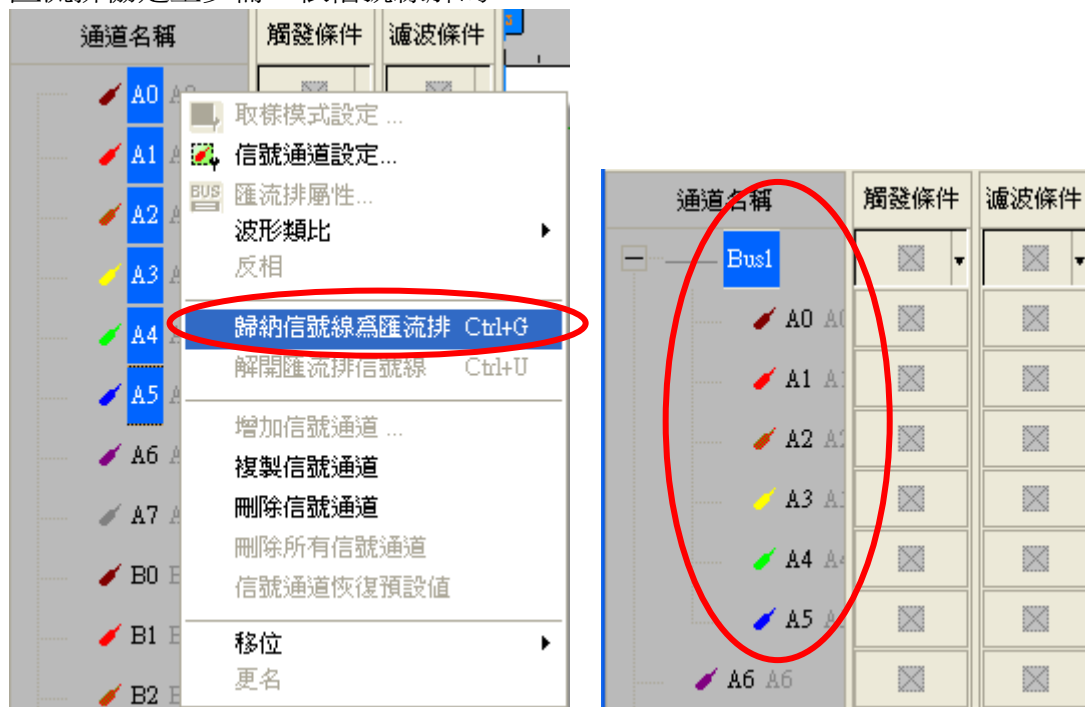 通道名稱 觸發條件 濾波條件
A0
A1
A2
A3
A4
A5
A6
A7
B0
B1
B2
取樣模式設定 ...
信號通道設定...
BUS 匯流排屬性...
波形類比
反相
歸納信號線為匯流排 Ctrl+G
解開匯流排信號線 Ctrl+U
增加信號通道 ...
複製信號通道
刪除信號通道
刪除所有信號通道
信號通道恢復預設值
移位
更名
通道名稱 觸發條件 濾波條件
Bus1
A0 A0
A1 A1
A2 A2
A3 A3
A4 A4
A5
A6 A6